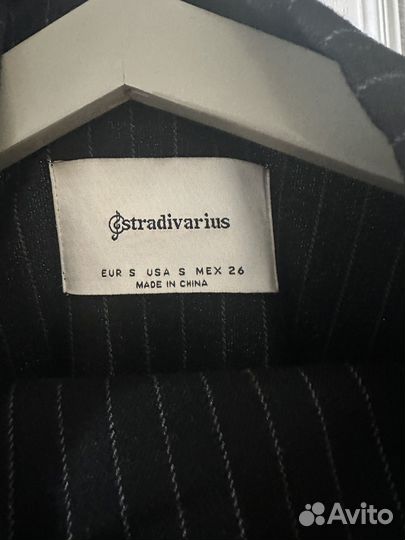 stradivarius
EUR S USA S MEX 26
MADE IN CHINA
Avito